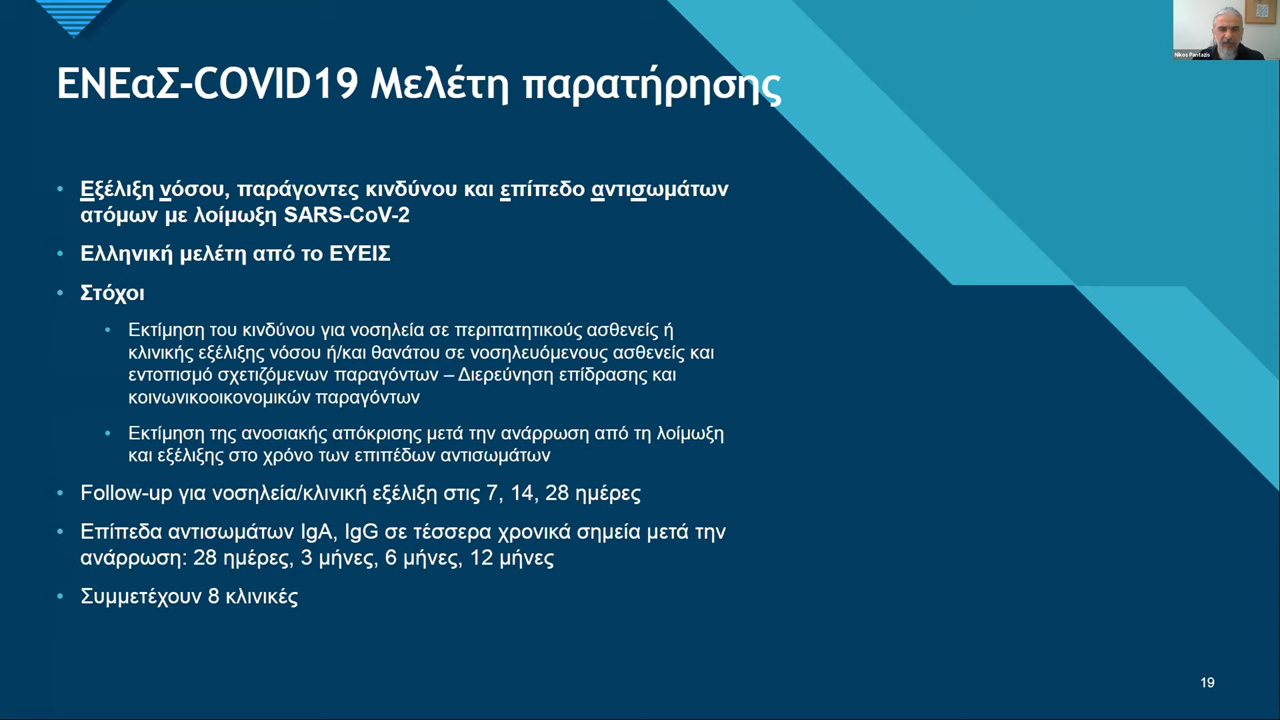 ΕΝΕαΣ-COVID19 Μελέτη παρατήρησης
• Εξέλιξη νόσου, παράγοντες κινδύνου και επίπεδο αντισωμάτων
ατόμων με λοίμωξη SARS-CoV-2
• Ελληνική μελέτη από το ΕΥΕΙΣ
• Στόχοι
• Εκτίμηση του κινδύνου για νοσηλεία σε περιπατητικούς ασθενείς ή
κλινικής εξέλιξης νόσου ή/και θανάτου σε νοσηλευόμενους ασθενείς και
εντοπισμό σχετιζόμενων παραγόντων – Διερεύνηση επίδρασης και
κοινωνικοοικονομικών παραγόντων
• Εκτίμηση της ανοσιακής απόκρισης μετά την ανάρρωση από τη λοίμωξη
και εξέλιξης στο χρόνο των επιπέδων αντισωμάτων
• Follow-up για νοσηλεία/κλινική εξέλιξη στις 7, 14, 28 ημέρες
• Επίπεδα αντισωμάτων IgA, IgG σε τέσσερα χρονικά σημεία μετά την
ανάρρωση: 28 ημέρες, 3 μήνες, 6 μήνες, 12 μήνες
• Συμμετέχουν 8 κλινικές
19
Nikos Pantazis